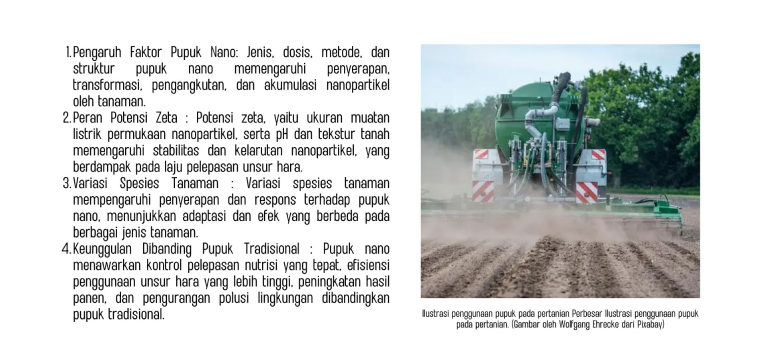 1. Pengaruh Faktor Pupuk Nano: Jenis, dosis, metode, dan
struktur pupuk nano memengaruhi penyerapan,
transformasi, pengangkutan, dan akumulasi nanopartikel
oleh tanaman.
2. Peran Potensi Zeta : Potensi zeta, yaitu ukuran muatan
listrik permukaan nanopartikel, serta pH dan tekstur tanah
memengaruhi stabilitas dan kelarutan nanopartikel, yang
berdampak pada laju pelepasan unsur hara.
3. Variasi Spesies Tanaman : Variasi spesies tanaman
mempengaruhi penyerapan dan respons terhadap pupuk
nano, menunjukkan adaptasi dan efek yang berbeda pada
berbagai jenis tanaman.
4. Keunggulan Dibanding Pupuk Tradisional : Pupuk nano
menawarkan kontrol pelepasan nutrisi yang tepat, efisiensi
penggunaan unsur hara yang lebih tinggi, peningkatan hasil
panen, dan pengurangan polusi lingkungan dibandingkan
pupuk tradisional.
Ilustrasi penggunaan pupuk pada pertanian Perbesar Ilustrasi penggunaan pupuk
pada pertanian. (Gambar oleh Wolfgang Ehrecke dari Pixabay)